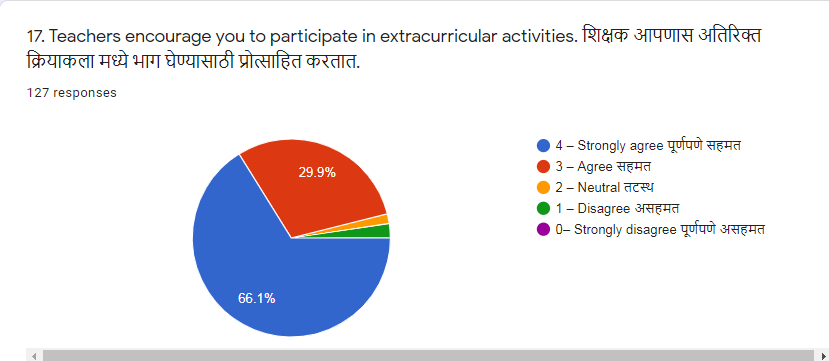 17. Teachers encourage you to participate in extracurricular activities. शिक्षक आपणास अतिरिक्त
क्रियाकला मध्ये भाग घेण्यासाठी प्रोत्साहित करतात.
127 responses
29.9%
66.1%
4 – Strongly agree पूर्णपणे सहमत
3 – Agree सहमत
2 – Neutral तटस्थ
1 – Disagree असहमत
0– Strongly disagree पूर्णपणे असहमत